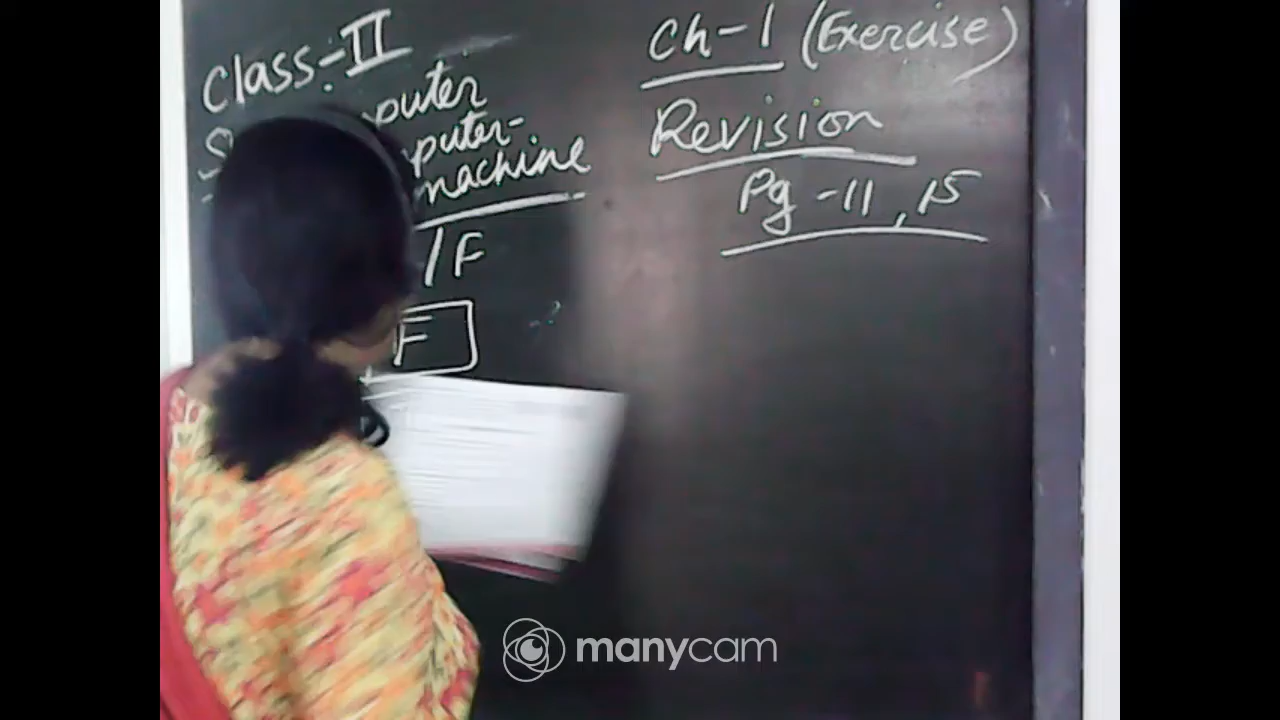 Class:-II
puter
puter-
machine
/F
F
Ch-1 (Exercise)
Revision
Pg-11, 15
manycam